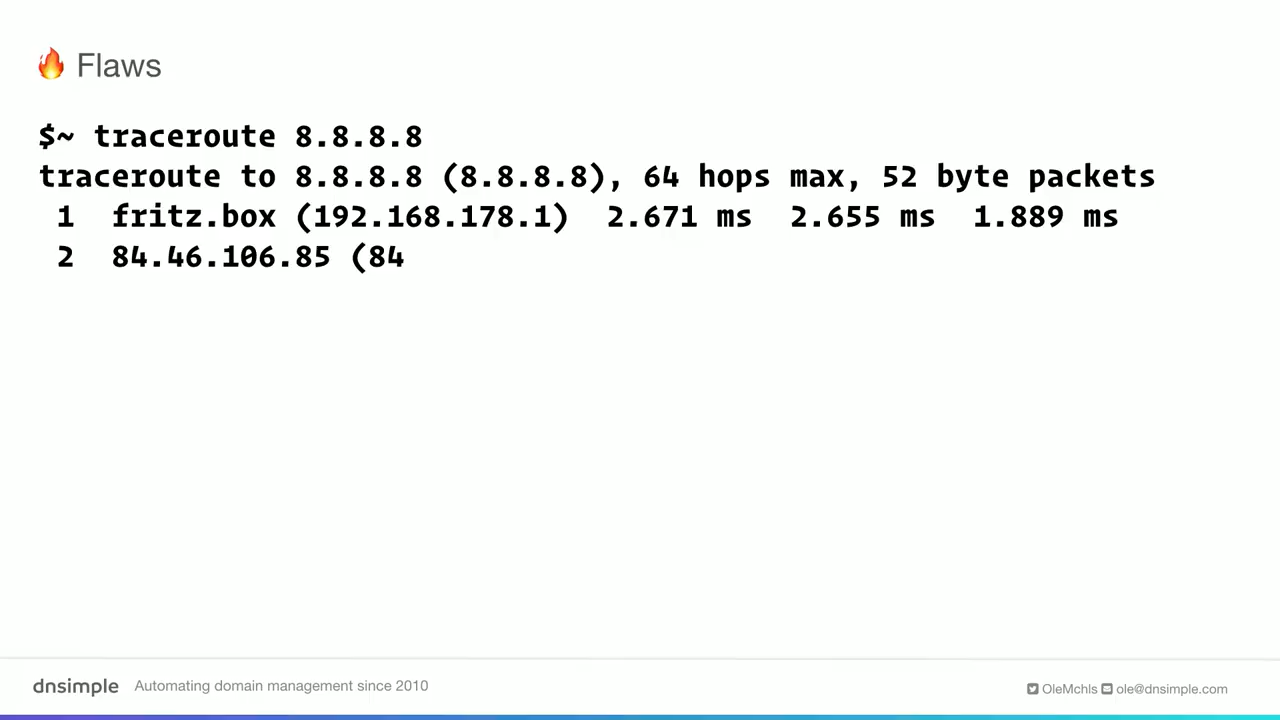 🔥 Flaws
$~ traceroute 8.8.8.8
traceroute to 8.8.8.8 (8.8.8.8), 64 hops max, 52 byte packets
1  fritz.box (192.168.178.1)  2.671 ms  2.655 ms  1.889 ms
2  84.46.106.85 (84
dnsimple Automating domain management since 2010
OleMchls ole@dnsimple.com